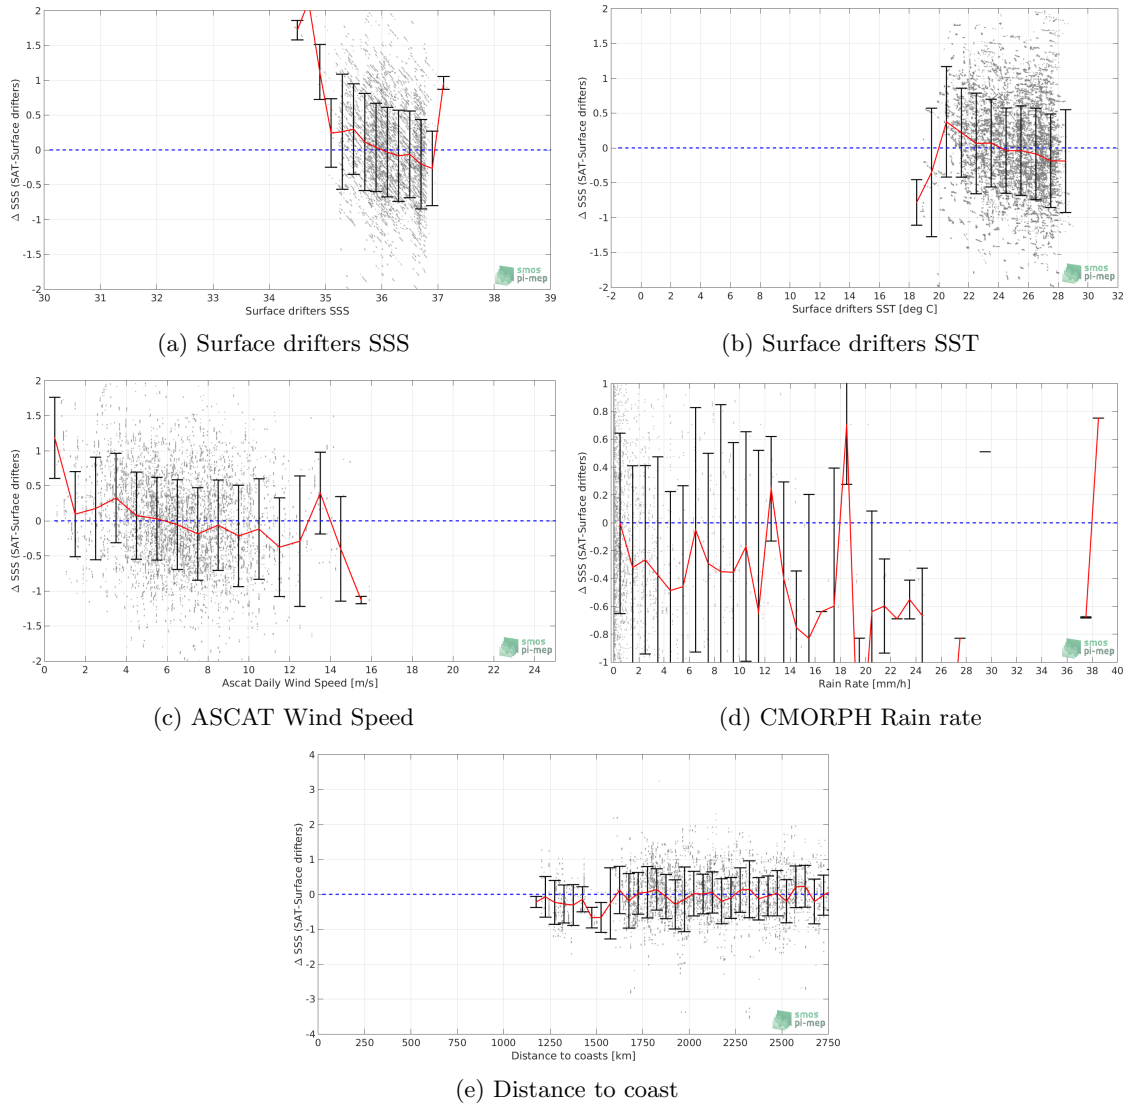 2
1.5
1
0.5
0
-0.5
-1
-1.5
-2
Δ SSS (SAT-Surface drifters)
30 31 32 33 34 35 36 37 38 39
Surface drifters SSS
smos
pi-mep
(a) Surface drifters SSS
2
1.5
1
0.5
0
-0.5
-1
-1.5
-2
Δ SSS (SAT-Surface drifters)
-2 0 2 4 6 8 10 12 14 16 18 20 22 24 26 28 30 32
Surface drifters SST [deg C]
smos
pi-mep
(b) Surface drifters SST
2
1.5
1
0.5
0
-0.5
-1
-1.5
-2
Δ SSS (SAT-Surface drifters)
0 2 4 6 8 10 12 14 16 18 20 22 24
Ascat Daily Wind Speed [m/s]
smos
pi-mep
(c) ASCAT Wind Speed
1
0.8
0.6
0.4
0.2
0
-0.2
-0.4
-0.6
-0.8
-1
Δ SSS (SAT-Surface drifters)
0 2 4 6 8 10 12 14 16 18 20 22 24 26 28 30 32 34 36 38 40
Rain Rate [mm/h]
smos
pi-mep
(d) CMORPH Rain rate
4
3
2
1
0
-1
-2
-3
-4
Δ SSS (SAT-Surface drifters)
0 250 500 750 1000 1250 1500 1750 2000 2250 2500 2750
Distance to coasts [km]
smos
pi-mep
(e) Distance to coast